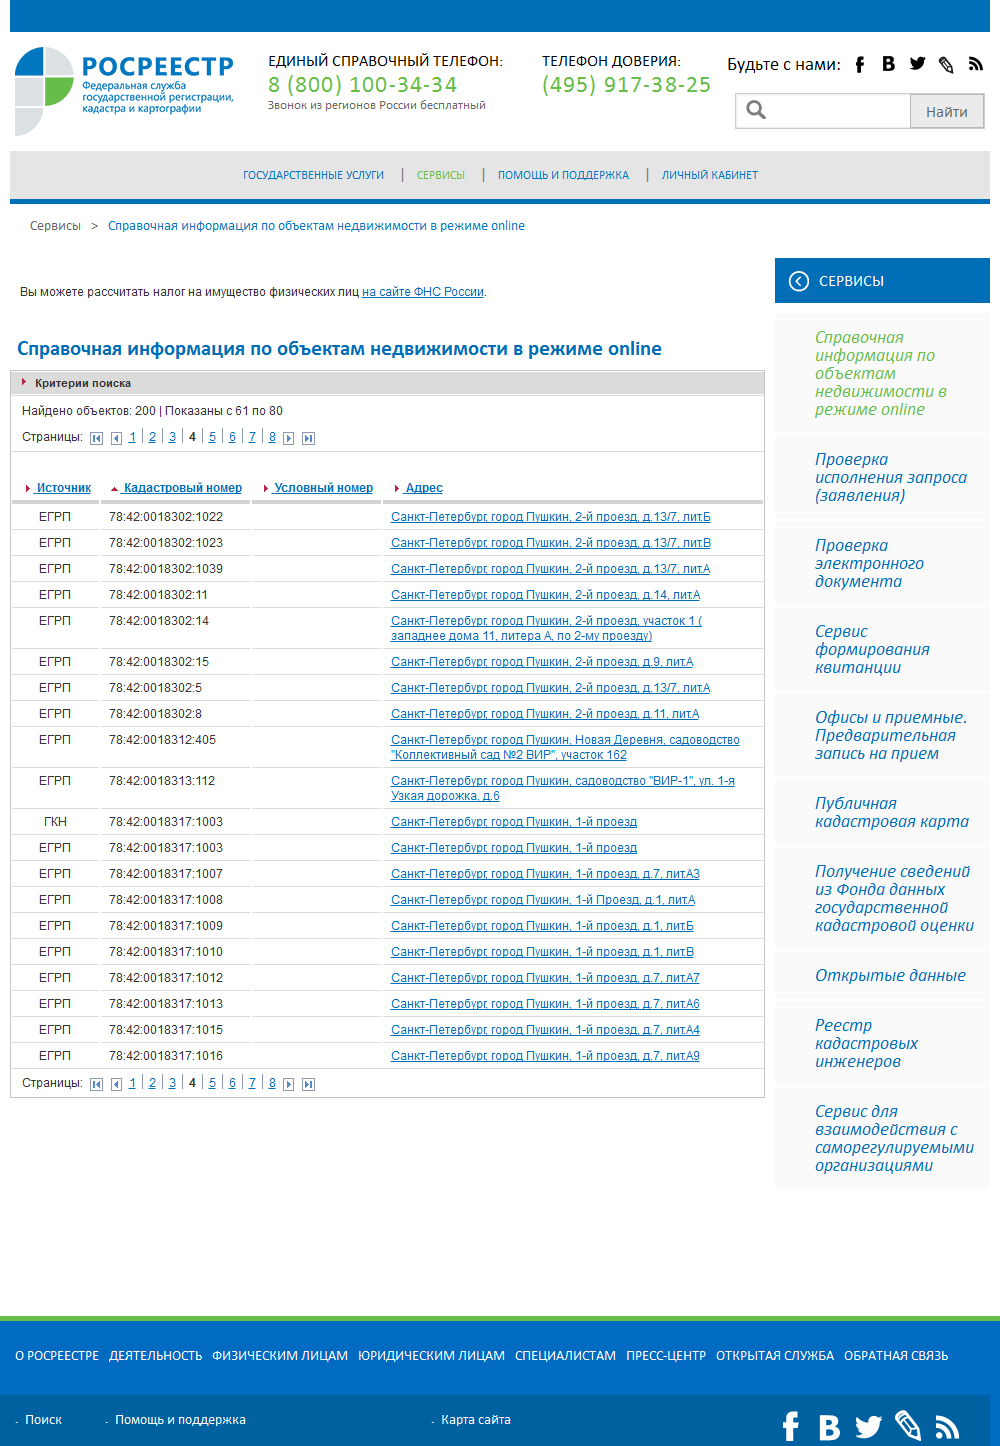 РОСРЕЕСТР
Федеральная служба
государственной регистрации,
кадастра и картографии
ЕДИНЫЙ СПРАВОЧНЫЙ ТЕЛЕФОН:
8 (800) 100-34-34
Звонок из регионов России бесплатный
ТЕЛЕФОН ДОВЕРИЯ:
(495) 917-38-25
Будьте с нами:
Найти
ГОСУДАРСТВЕННЫЕ УСЛУГИ | СЕРВИСЫ | ПОМОЩЬ И ПОДДЕРЖКА | ЛИЧНЫЙ КАБИНЕТ
Сервисы > Справочная информация по объектам недвижимости в режиме online
Вы можете рассчитать налог на имущество физических лиц на сайте ФНС России.
Справочная информация по объектам недвижимости в режиме online
Критерии поиска
Найдено объектов: 200 | Показаны с 61 по 80
Страницы: 1 | 2 | 3 | 4 | 5 | 6 | 7 | 8
Источник Кадастровый номер Условный номер Адрес
ЕГРП 78:42:0018302:1022 Санкт-Петербург, город Пушкин, 2-й проезд, д.13/7, лит.Б
ЕГРП 78:42:0018302:1023 Санкт-Петербург, город Пушкин, 2-й проезд, д.13/7, лит.В
ЕГРП 78:42:0018302:1039 Санкт-Петербург, город Пушкин, 2-й проезд, д.13/7, лит.А
ЕГРП 78:42:0018302:11 Санкт-Петербург, город Пушкин, 2-й проезд, д.14, лит.А
ЕГРП 78:42:0018302:14 Санкт-Петербург, город Пушкин, 2-й проезд, участок 1 (
западнее дома 11, литера А, по 2-му проезду)
ЕГРП 78:42:0018302:15 Санкт-Петербург, город Пушкин, 2-й проезд, д.9, лит.А
ЕГРП 78:42:0018302:5 Санкт-Петербург, город Пушкин, 2-й проезд, д.13/7, лит.А
ЕГРП 78:42:0018302:8 Санкт-Петербург, город Пушкин, 2-й проезд, д.11, лит.А
ЕГРП 78:42:0018312:405 Санкт-Петербург, город Пушкин, Новая Деревня, садоводство
"Коллективный сад №2 ВИР", участок 162
ЕГРП 78:42:0018313:112 Санкт-Петербург, город Пушкин, садоводство "ВИР-1", ул. 1-я
Узкая дорожка, д.6
ГКН 78:42:0018317:1003 Санкт-Петербург, город Пушкин, 1-й проезд
ЕГРП 78:42:0018317:1003 Санкт-Петербург, город Пушкин, 1-й проезд
ЕГРП 78:42:0018317:1007 Санкт-Петербург, город Пушкин, 1-й проезд, д.7, лит.А3
ЕГРП 78:42:0018317:1008 Санкт-Петербург, город Пушкин, 1-й Проезд, д.1, лит.А
ЕГРП 78:42:0018317:1009 Санкт-Петербург, город Пушкин, 1-й проезд, д.1, лит.Б
ЕГРП 78:42:0018317:1010 Санкт-Петербург, город Пушкин, 1-й проезд, д.1, лит.В
ЕГРП 78:42:0018317:1012 Санкт-Петербург, город Пушкин, 1-й проезд, д.7, лит.А7
ЕГРП 78:42:0018317:1013 Санкт-Петербург, город Пушкин, 1-й проезд, д.7, лит.А6
ЕГРП 78:42:0018317:1015 Санкт-Петербург, город Пушкин, 1-й проезд, д.7, лит.А4
ЕГРП 78:42:0018317:1016 Санкт-Петербург, город Пушкин, 1-й проезд, д.7, лит.А9
Страницы: 1 | 2 | 3 | 4 | 5 | 6 | 7 | 8
СЕРВИСЫ
Справочная
информация по
объектам
недвижимости в
режиме online
Проверка
исполнения запроса
(заявления)
Проверка
электронного
документа
Сервис
формирования
квитанции
Офисы и приемные.
Предварительная
запись на прием
Публичная
кадастровая карта
Получение сведений
из Фонда данных
государственной
кадастровой оценки
Открытые данные
Реестр
кадастровых
инженеров
Сервис для
взаимодействия с
саморегулируемыми
организациями
О РОСРЕЕСТРЕ ДЕЯТЕЛЬНОСТЬ ФИЗИЧЕСКИМ ЛИЦАМ ЮРИДИЧЕСКИМ ЛИЦАМ СПЕЦИАЛИСТАМ ПРЕСС-ЦЕНТР ОТКРЫТАЯ СЛУЖБА ОБРАТНАЯ СВЯЗЬ
Поиск Помощь и поддержка Карта сайта